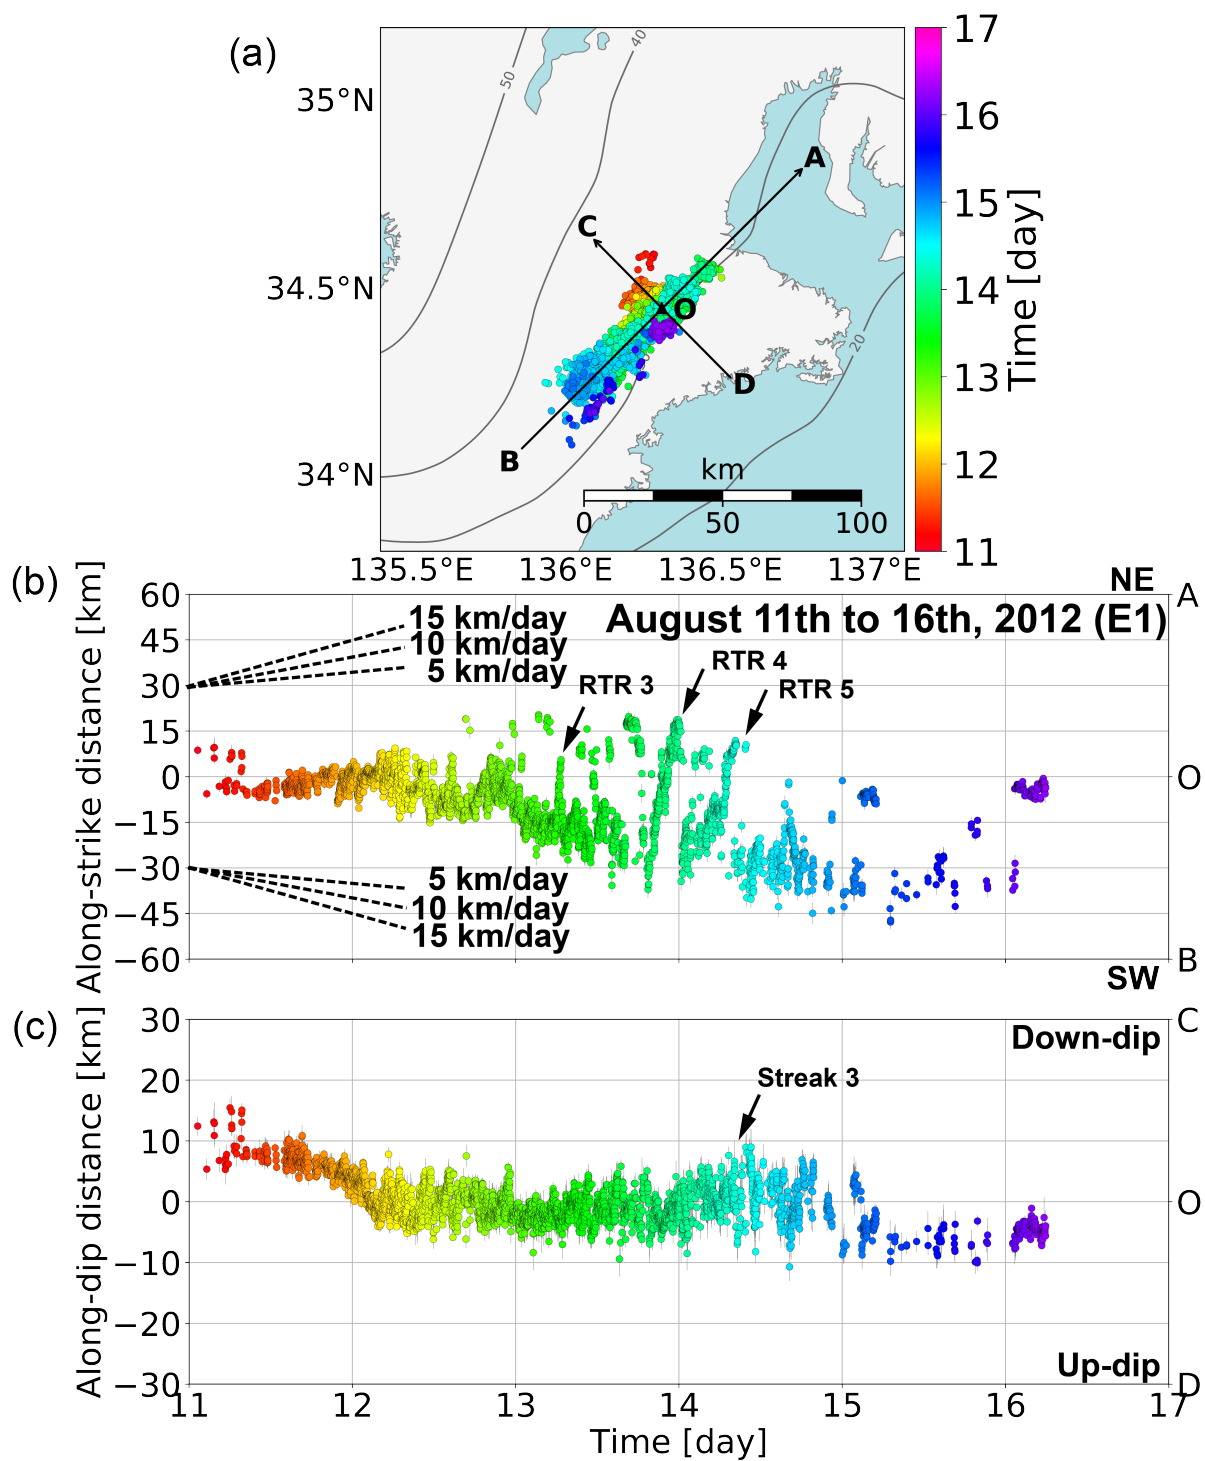 (a)
50
40
35°N
34.5°N
34°N
A
C
O
D
B
20
km
0 50 100
135.5°E 136°E 136.5°E 137°E
17
16
15
14
13
12
11
Time [day]
(b)
NE
60
45
30
15
0
−15
−30
−45
−60
Along-strike distance [km]
15 km/day
10 km/day
5 km/day
August 11th to 16th, 2012 (E1)
RTR 3
RTR 4
RTR 5
5 km/day
10 km/day
15 km/day
A
O
B
SW
(c)
30
20
10
0
−10
−20
−30
Along-dip distance [km]
Down-dip
Streak 3
Up-dip
C
O
D
11 12 13 14 15 16 17
Time [day]